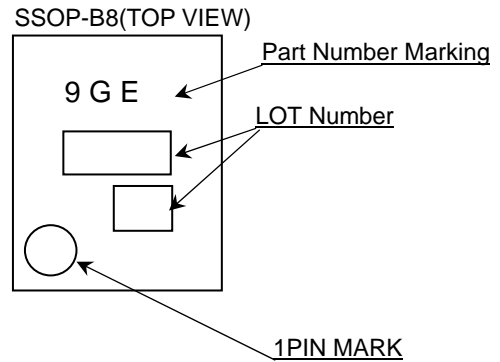 SSOP-B8(TOP VIEW)
Part Number Marking
9 G E
LOT Number
1PIN MARK